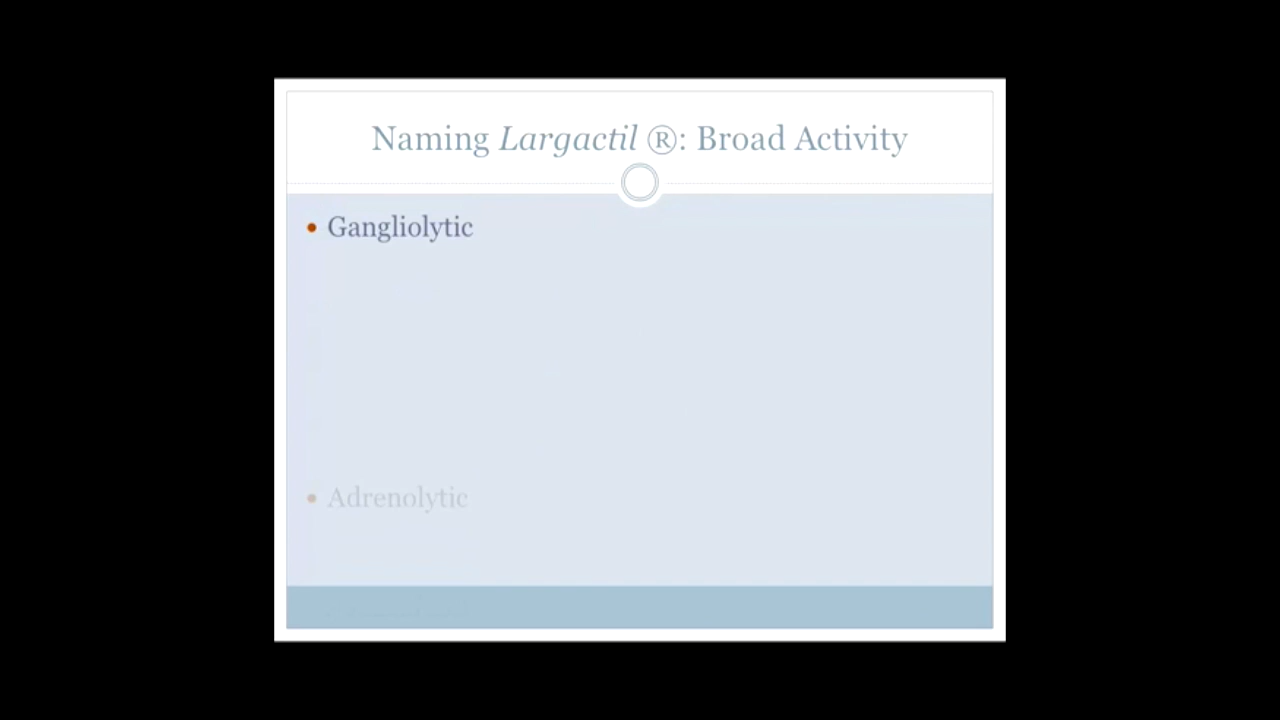 Naming Largactil ®: Broad Activity
• Gangliolytic
• Adrenolytic